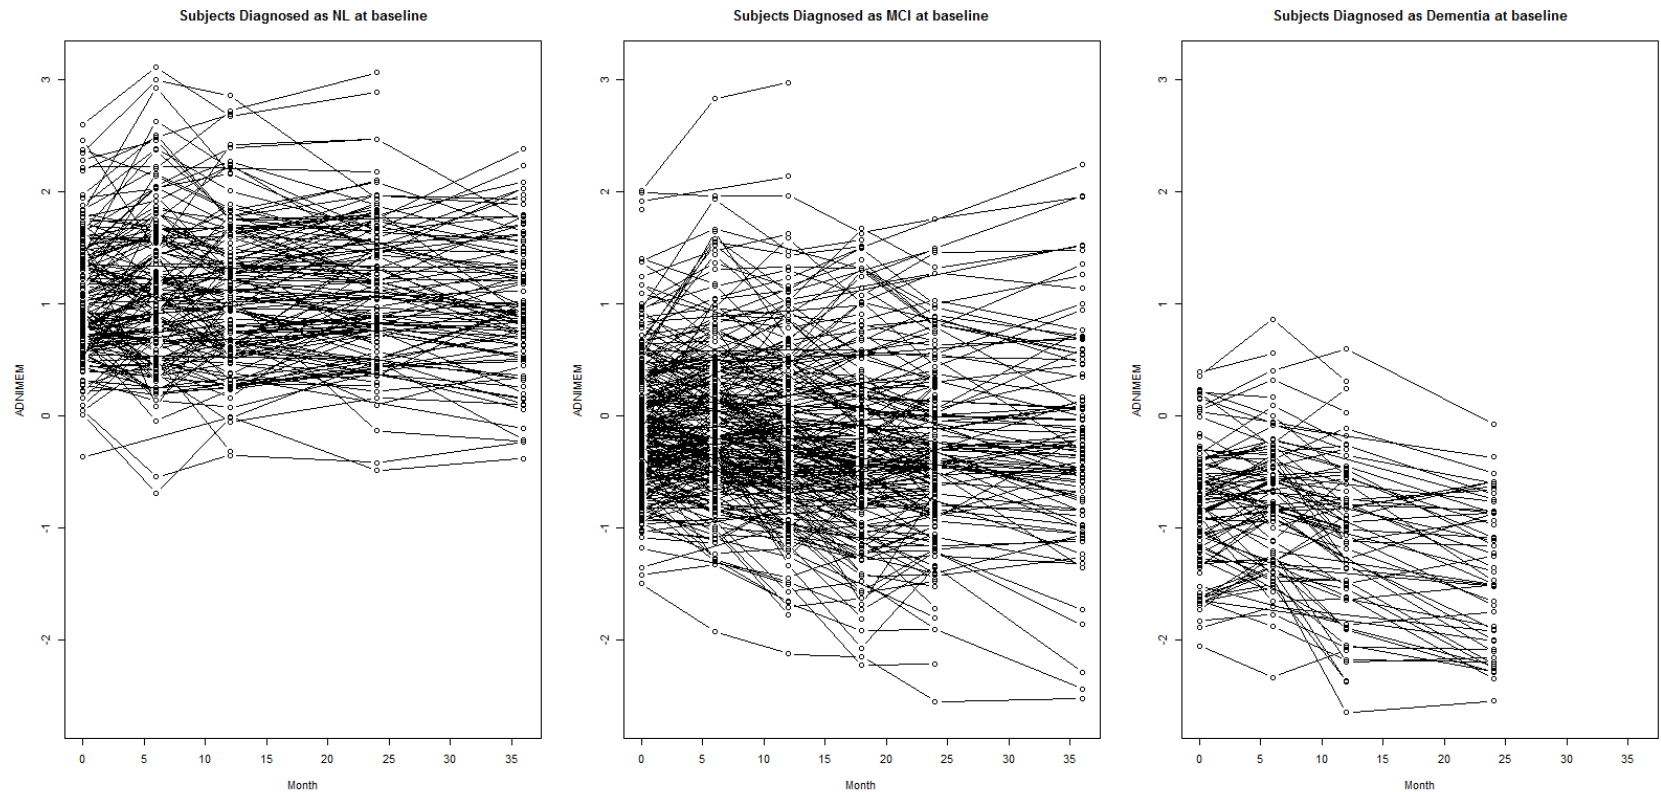 Subjects Diagnosed as NL at baseline
ADNIMEM
3
2
1
0
-1
-2
0 5 10 15 20 25 30 35
Month
Subjects Diagnosed as MCI at baseline
ADNIMEM
3
2
1
0
-1
-2
0 5 10 15 20 25 30 35
Month
Subjects Diagnosed as Dementia at baseline
ADNIMEM
3
2
1
0
-1
-2
0 5 10 15 20 25 30 35
Month